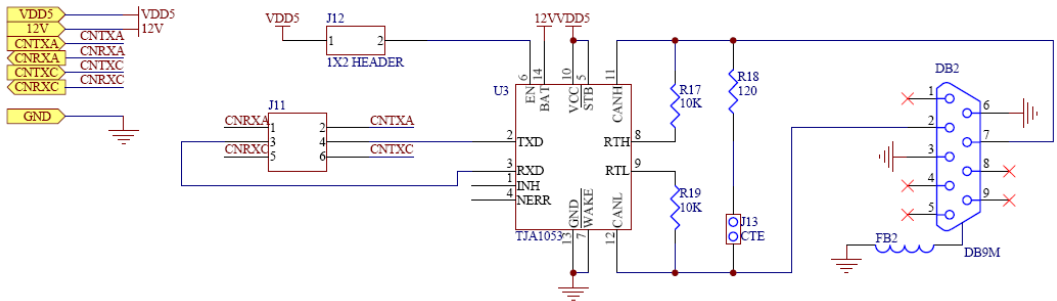 VDD5 VDD5
12V 12V
CNTXA CNTXA
CNRXA CNRXA
CNTXC CNTXC
CNRXC CNRXC
GND
J12
VDD5
1 2
1X2 HEADER
12V VDD5
6 14 10 5 11
U3
EN BAT VCC STB CANH
2 TXD
3 RXD
1 INH
4 NERR
RTH 8
RTL 9
GND WAKE CANL
TJA1053
13 7 12
J11
CNRXA 1 2 CNTXA
3 4
CNRXC 5 6 CNTXC
R17
10K
R18
120
R19
10K
J13
CTE
DB2
1
6
2
7
3
8
4
9
5
FB2
DB9M